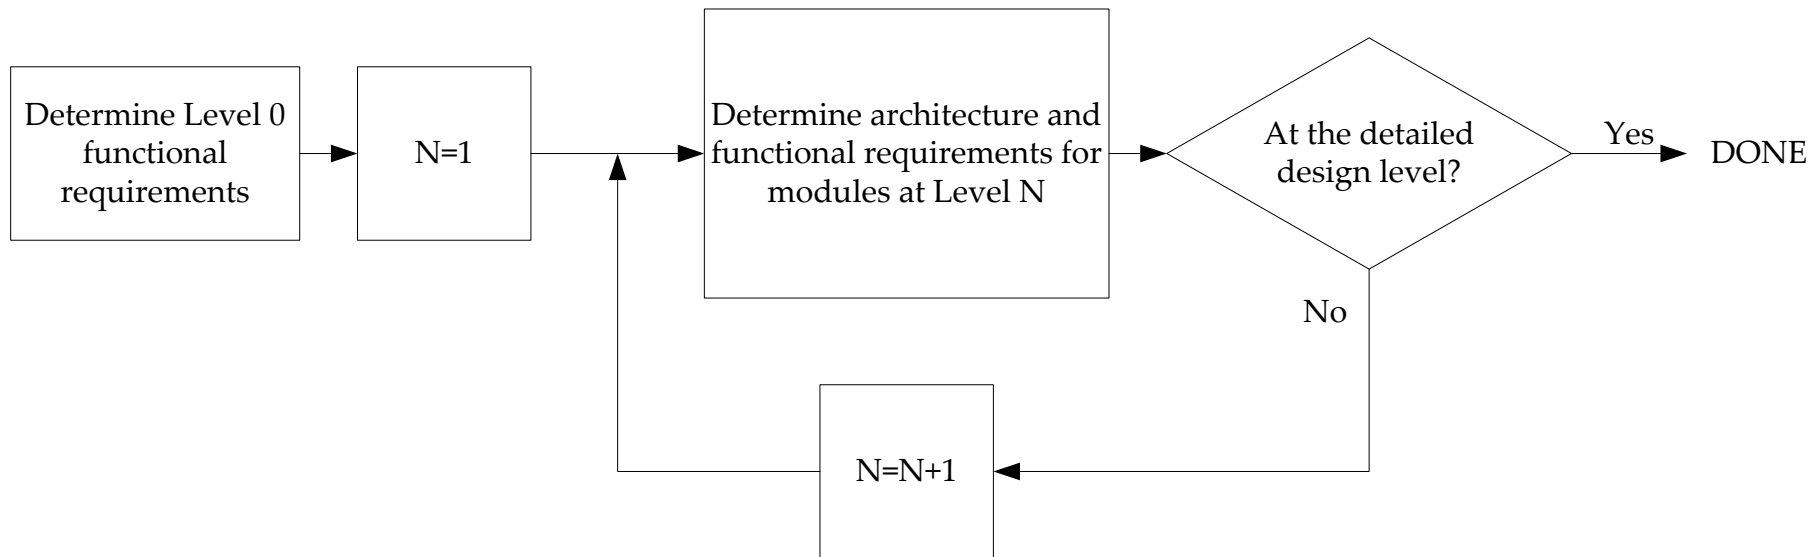 Determine Level 0
functional
requirements
N=1
Determine architecture and
functional requirements for
modules at Level N
At the detailed
design level?
Yes
DONE
No
N=N+1